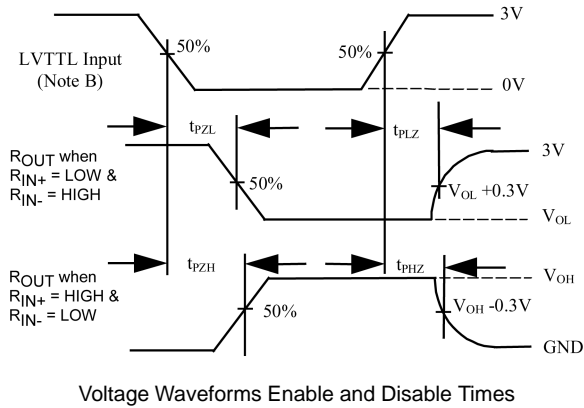 3V
50%
50%
LVTTL Input
(Note B)
0V
tPZL
tPLZ
ROUT when
RIN+ = LOW &
RIN- = HIGH
3V
50%
VOL +0.3V
VOL
tPZH
tPHZ
ROUT when
RIN+ = HIGH &
RIN- = LOW
VOH
50%
VOH -0.3V
GND
Voltage Waveforms Enable and Disable Times